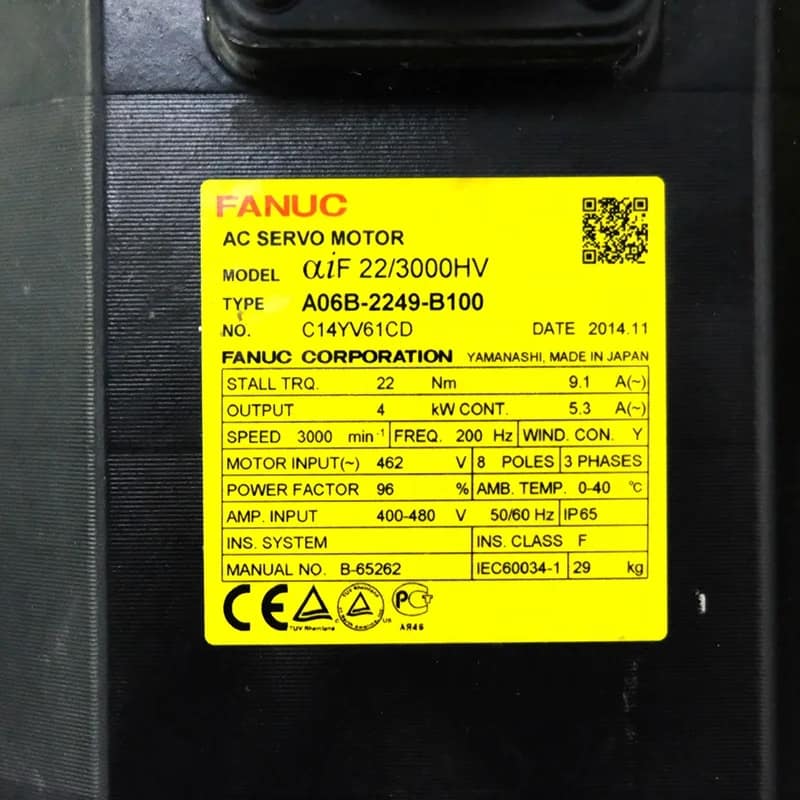 FANUC
AC SERVO MOTOR
MODEL αiF 22/3000HV
TYPE A06B-2249-B100
NO. C14YV61CD DATE 2014.11
FANUC CORPORATION YAMANASHI, MADE IN JAPAN
STALL TRQ. 22 Nm 9.1 A(~)
OUTPUT 4 kW CONT. 5.3 A(~)
SPEED 3000 min⁻¹ FREQ. 200 Hz WIND. CON. Y
MOTOR INPUT(~) 462 V 8 POLES 3 PHASES
POWER FACTOR 96 % AMB. TEMP. 0-40 ℃
AMP. INPUT 400-480 V 50/60 Hz IP65
INS. SYSTEM INS. CLASS F
MANUAL NO. B-65262 IEC60034-1 29 kg
CE TUV Rheinland C US PCT
АЯ46